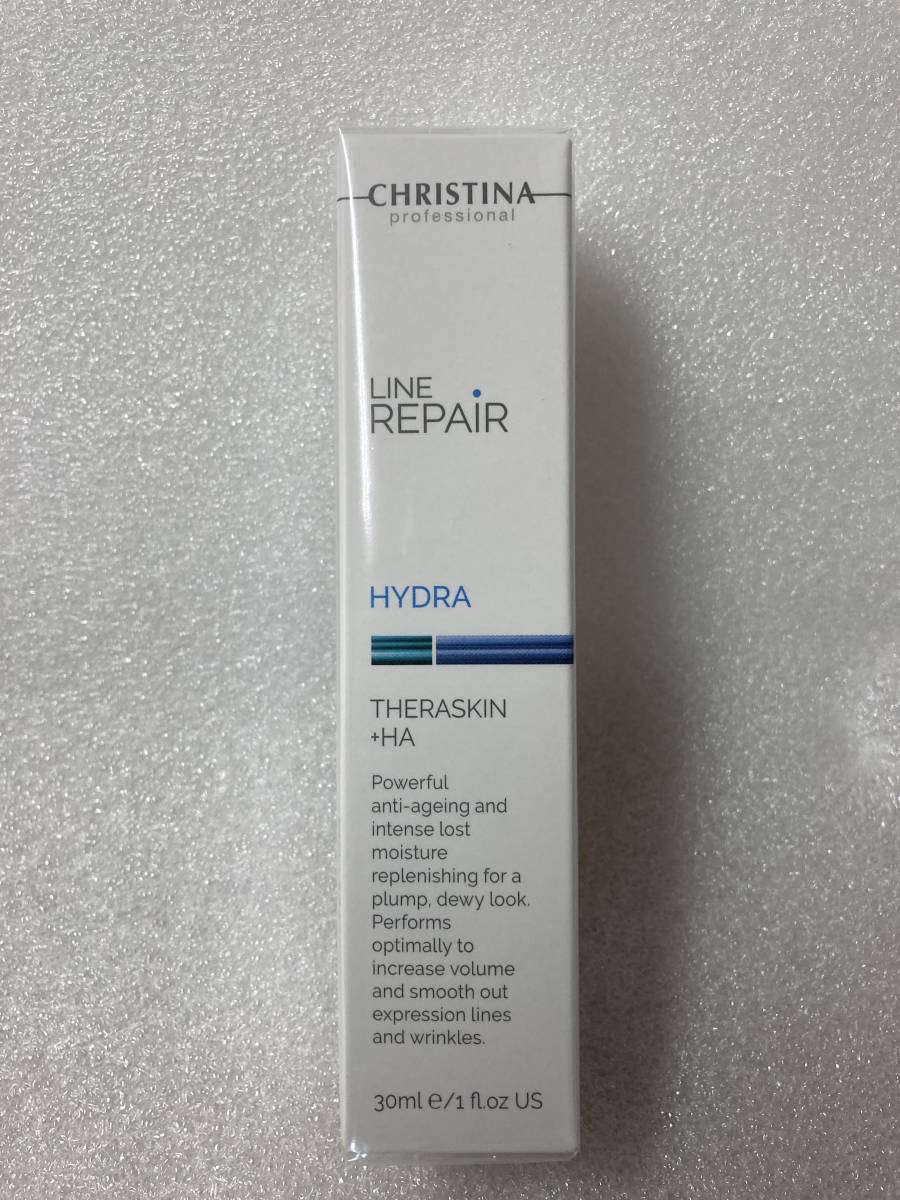 CHRISTINA
professional
LINE
REPAIR
HYDRA
THERASKIN
+HA
Powerful
anti-ageing and
intense lost
moisture
replenishing for a
plump, dewy look.
Performs
optimally to
increase volume
and smooth out
expression lines
and wrinkles.
30ml e/1 fl.oz US